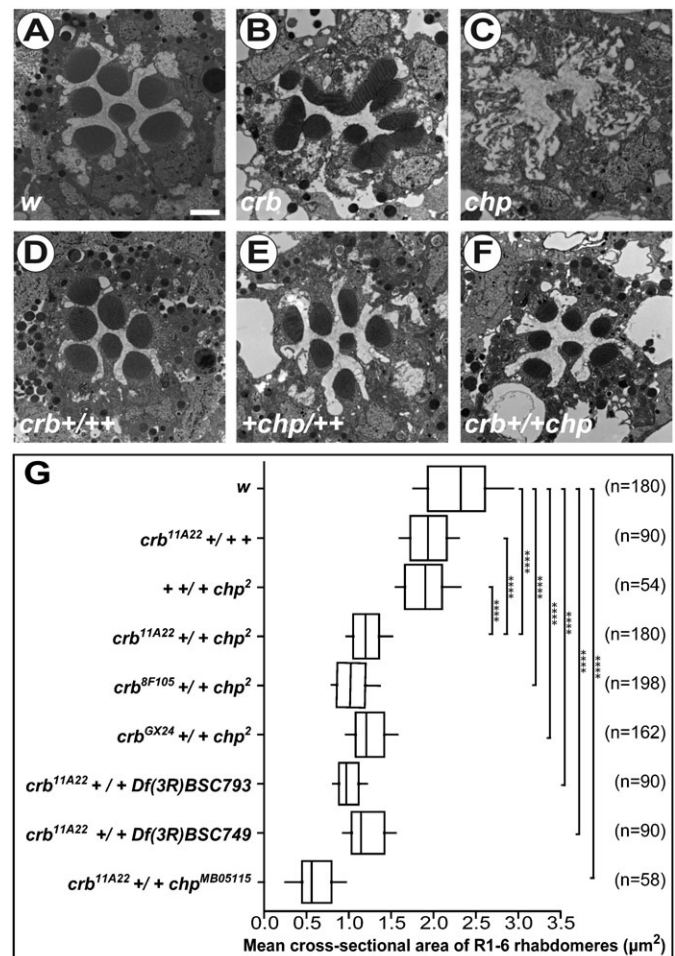 A
B
C
w
crb
chp
D
E
F
crb+/++
+chp/++
crb+/+chp
G
w (n=180)
crb11A22 +/+ + (n=90)
+ +/+ chp2 (n=54)
crb11A22 +/+ chp2 (n=180)
crb8F105 +/+ chp2 (n=198)
crbGX24 +/+ chp2 (n=162)
crb11A22 +/+ Df(3R)BSC793 (n=90)
crb11A22 +/+ Df(3R)BSC749 (n=90)
crb11A22 +/+ chpMB05115 (n=58)
**** **** **** **** **** **** **** ****
0.0 0.5 1.0 1.5 2.0 2.5 3.0 3.5
Mean cross-sectional area of R1-6 rhabdomeres (µm2)